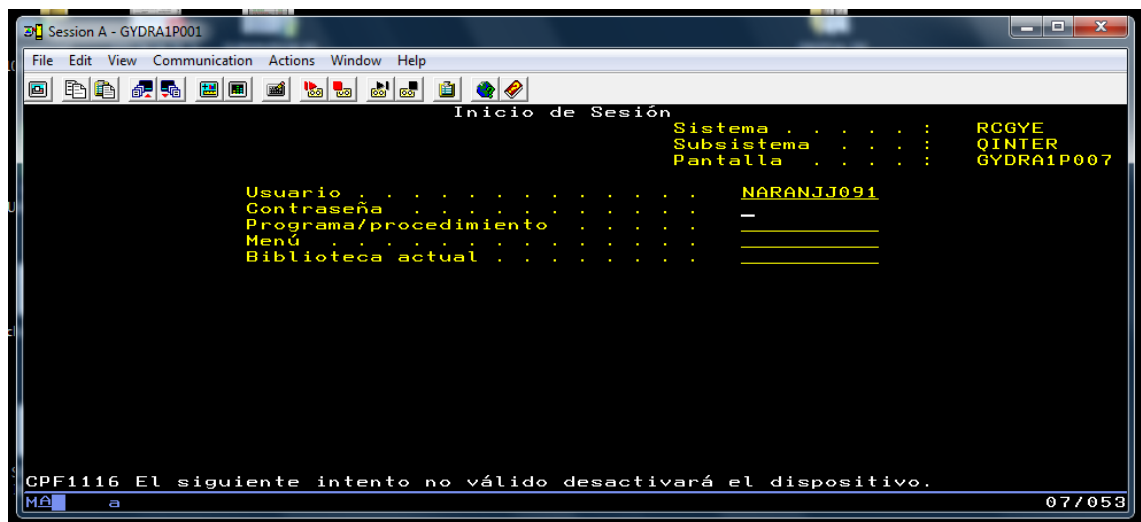 Session A - GYDRA1P001
File Edit View Communication Actions Window Help
Inicio de Sesión
Sistema . . . . . : RCGYE
Subsistema . . . : QINTER
Pantalla . . . . : GYDRA1P007
Usuario . . . . . . . . . . . . . NARANJJ091
Contraseña . . . . . . . . . . .
Programa/procedimiento . . . . .
Menú . . . . . . . . . . . . . .
Biblioteca actual . . . . . . . .
CPF1116 El siguiente intento no válido desactivará el dispositivo.
MA a 07/053